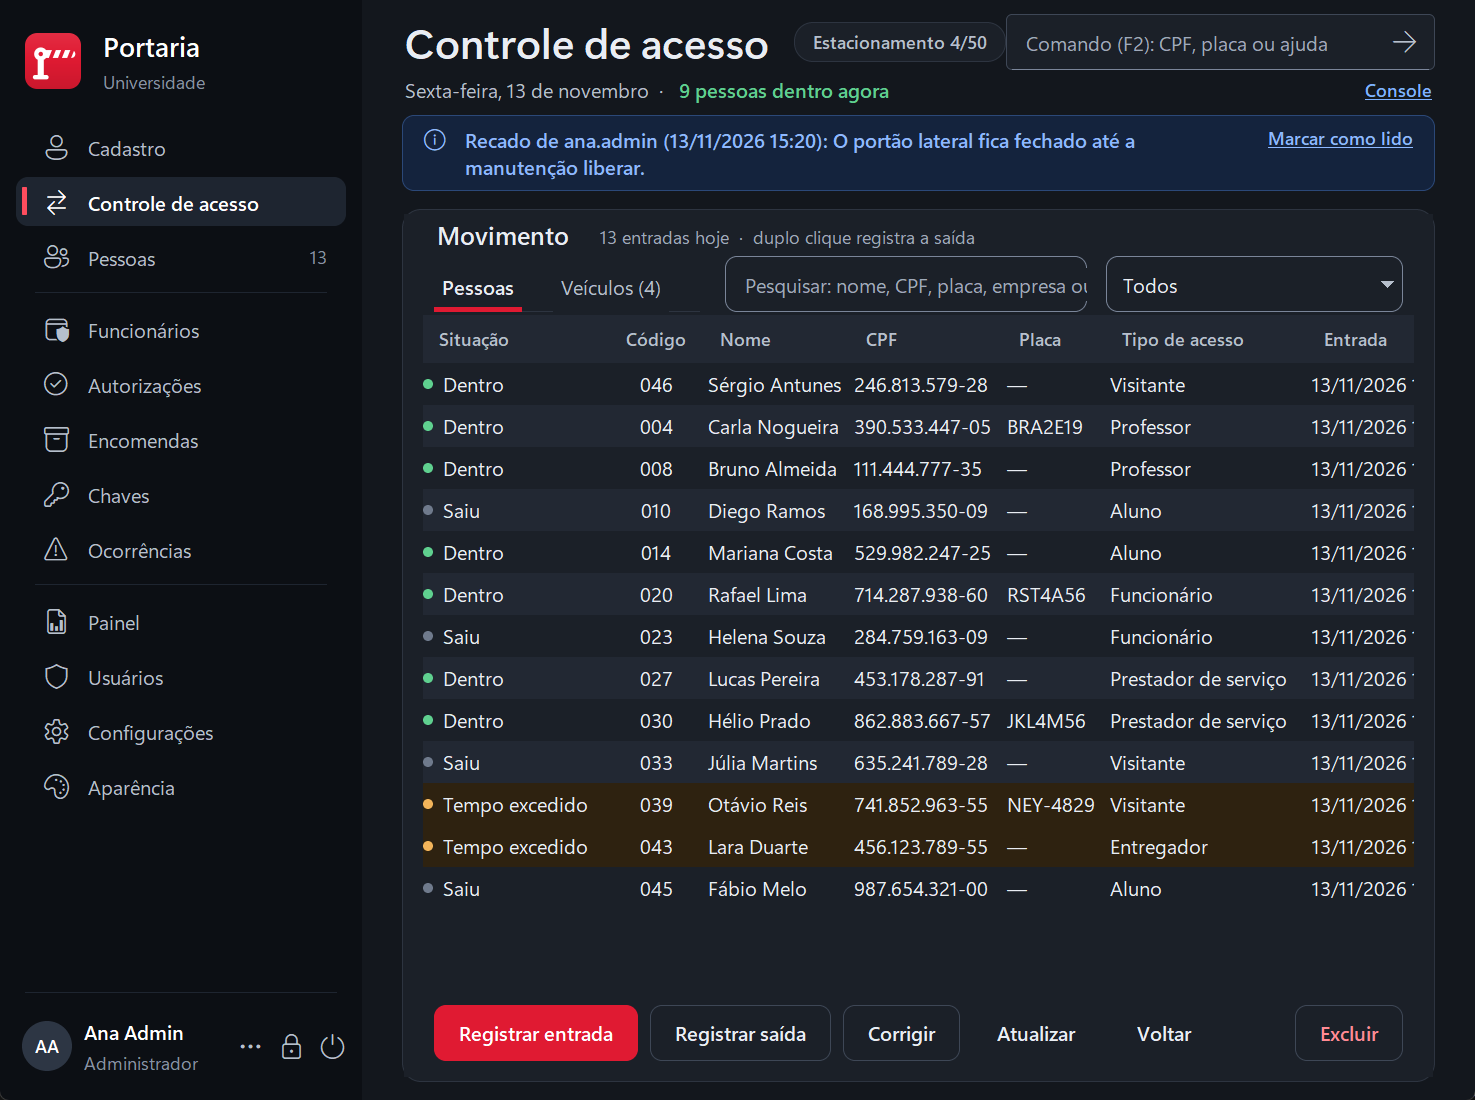 Portaria
Universidade
Cadastro
Controle de acesso
Pessoas 13
Funcionários
Autorizações
Encomendas
Chaves
Ocorrências
Painel
Usuários
Configurações
Aparência
AA
Ana Admin
Administrador
Controle de acesso
Estacionamento 4/50
Comando (F2): CPF, placa ou ajuda
Sexta-feira, 13 de novembro · 9 pessoas dentro agora
Console
Recado de ana.admin (13/11/2026 15:20): O portão lateral fica fechado até a
manutenção liberar.
Marcar como lido
Movimento 13 entradas hoje · duplo clique registra a saída
Pessoas Veículos (4) Pesquisar: nome, CPF, placa, empresa ou Todos
Situação Código Nome CPF Placa Tipo de acesso Entrada
Dentro 046 Sérgio Antunes 246.813.579-28 — Visitante 13/11/2026
Dentro 004 Carla Nogueira 390.533.447-05 BRA2E19 Professor 13/11/2026
Dentro 008 Bruno Almeida 111.444.777-35 — Professor 13/11/2026
Saiu 010 Diego Ramos 168.995.350-09 — Aluno 13/11/2026
Dentro 014 Mariana Costa 529.982.247-25 — Aluno 13/11/2026
Dentro 020 Rafael Lima 714.287.938-60 RST4A56 Funcionário 13/11/2026
Saiu 023 Helena Souza 284.759.163-09 — Funcionário 13/11/2026
Dentro 027 Lucas Pereira 453.178.287-91 — Prestador de serviço 13/11/2026
Dentro 030 Hélio Prado 862.883.667-57 JKL4M56 Prestador de serviço 13/11/2026
Saiu 033 Júlia Martins 635.241.789-28 — Visitante 13/11/2026
Tempo excedido 039 Otávio Reis 741.852.963-55 NEY-4829 Visitante 13/11/2026
Tempo excedido 043 Lara Duarte 456.123.789-55 — Entregador 13/11/2026
Saiu 045 Fábio Melo 987.654.321-00 — Aluno 13/11/2026
Registrar entrada Registrar saída Corrigir Atualizar Voltar Excluir